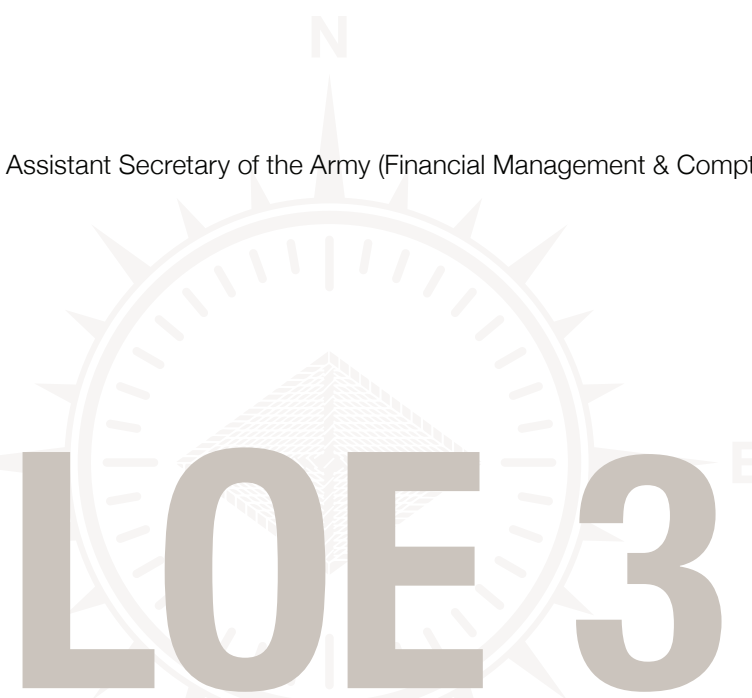 N
Assistant Secretary of the Army (Financial Management & Compt
E
LOE 3